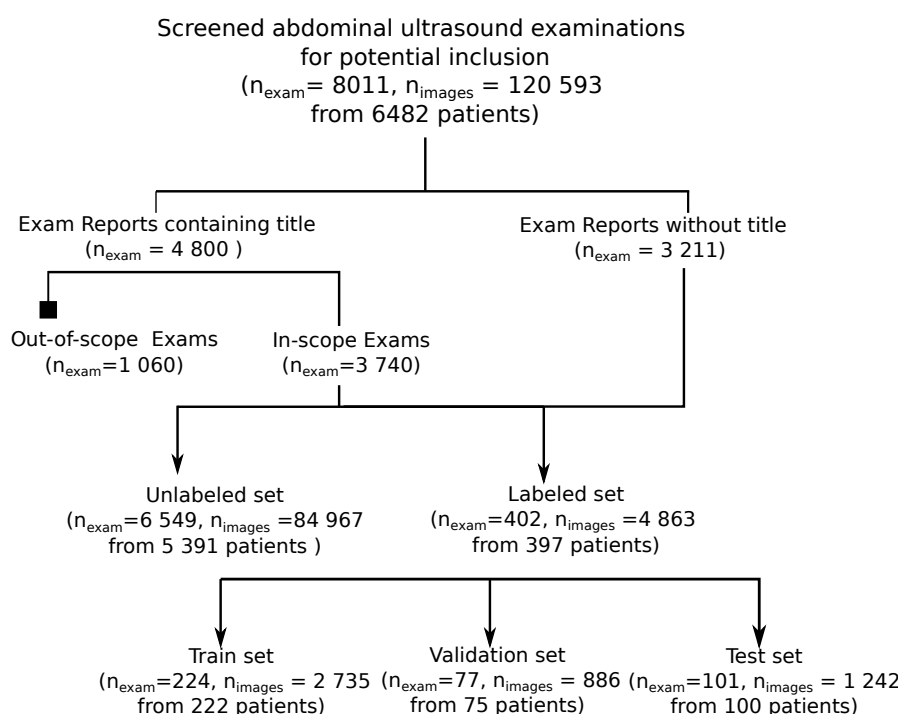 Screened abdominal ultrasound examinations
for potential inclusion
(nexam= 8011, nimages = 120 593
from 6482 patients)
Exam Reports containing title
(nexam = 4 800 )
Exam Reports without title
(nexam = 3 211)
Out-of-scope  Exams
(nexam=1 060)
In-scope Exams
(nexam=3 740)
Unlabeled set
(nexam=6 549, nimages =84 967
from 5 391 patients )
Labeled set
(nexam=402, nimages =4 863
from 397 patients)
Train set
(nexam=224, nimages = 2 735
from 222 patients)
Validation set
(nexam=77, nimages = 886
from 75 patients)
Test set
(nexam=101, nimages = 1 242
from 100 patients)